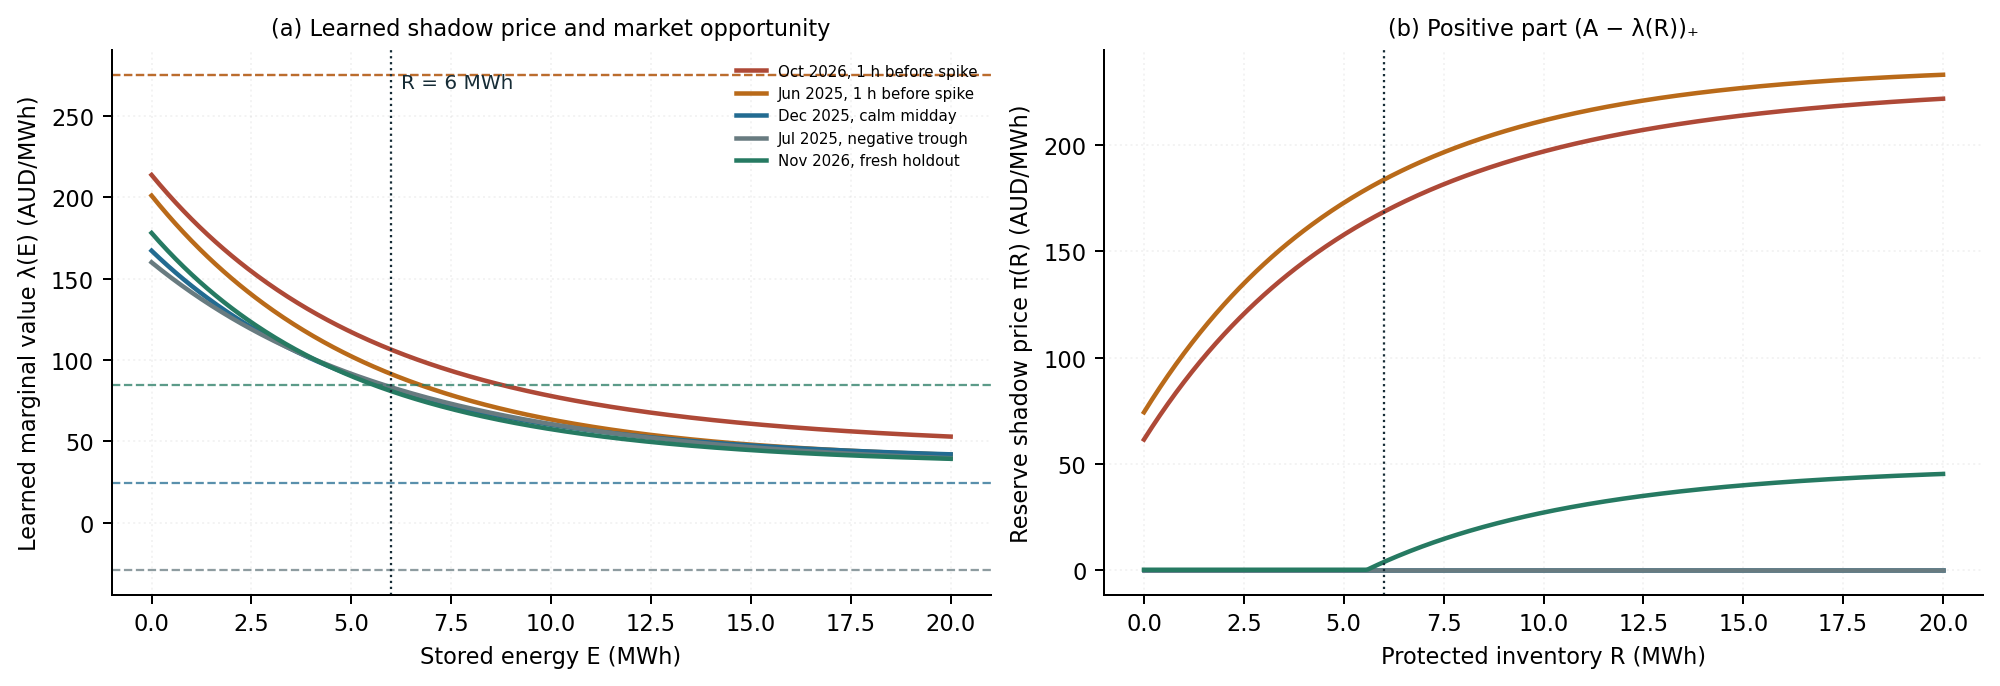 (a) Learned shadow price and market opportunity
Learned marginal value λ(E) (AUD/MWh)
250
200
150
100
50
0
R = 6 MWh
Oct 2026, 1 h before spike
Jun 2025, 1 h before spike
Dec 2025, calm midday
Jul 2025, negative trough
Nov 2026, fresh holdout
0.0 2.5 5.0 7.5 10.0 12.5 15.0 17.5 20.0
Stored energy E (MWh)
(b) Positive part (A − λ(R))₊
Reserve shadow price π(R) (AUD/MWh)
200
150
100
50
0
0.0 2.5 5.0 7.5 10.0 12.5 15.0 17.5 20.0
Protected inventory R (MWh)